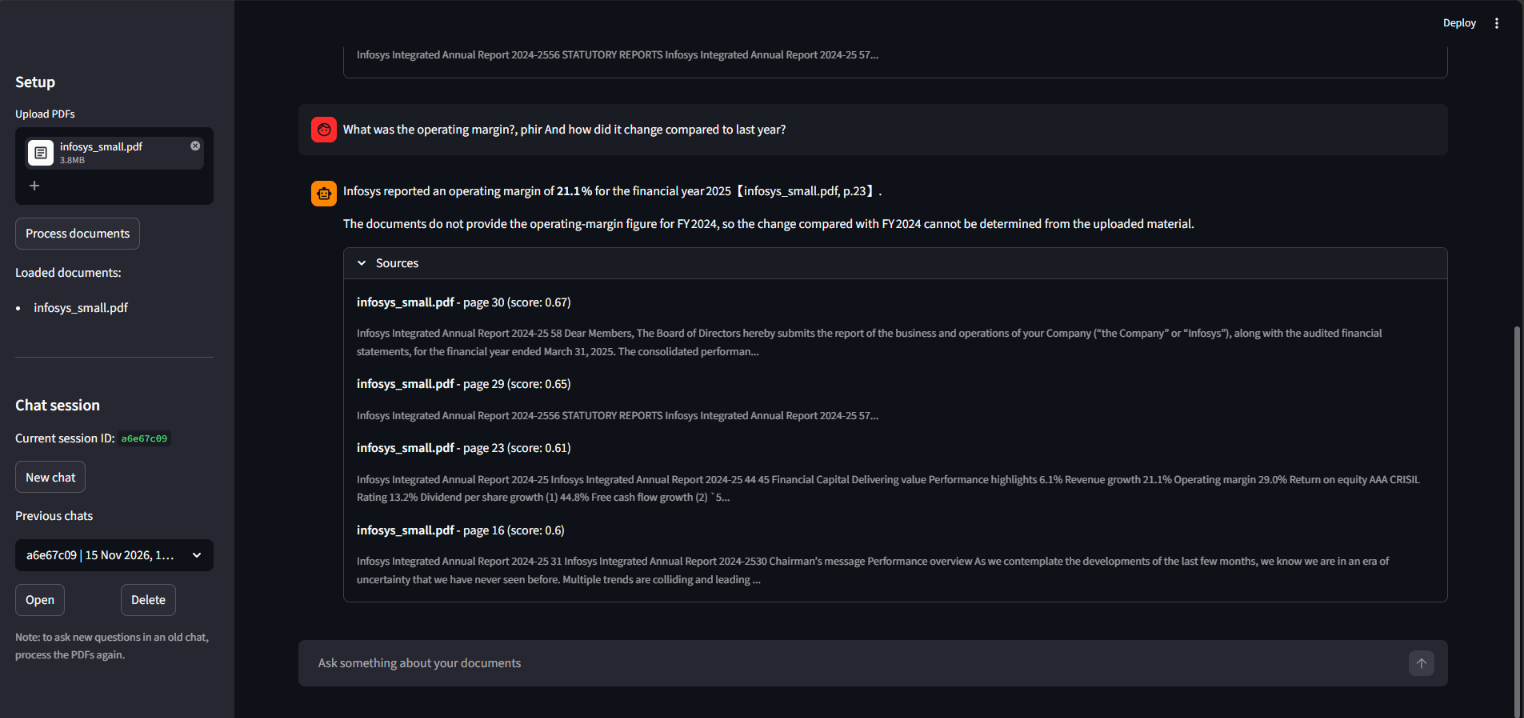 Deploy
Setup
Upload PDFs
infosys_small.pdf
3.8MB
Process documents
Loaded documents:
infosys_small.pdf
Chat session
Current session ID: a6e67c09
New chat
Previous chats
a6e67c09 | 15 Nov 2026, 1...
Open
Delete
Note: to ask new questions in an old chat,
process the PDFs again.
Infosys Integrated Annual Report 2024-2556 STATUTORY REPORTS Infosys Integrated Annual Report 2024-25 57...
What was the operating margin?, phir And how did it change compared to last year?
Infosys reported an operating margin of 21.1% for the financial year 2025【infosys_small.pdf, p.23】.
The documents do not provide the operating-margin figure for FY2024, so the change compared with FY2024 cannot be determined from the uploaded material.
Sources
infosys_small.pdf - page 30 (score: 0.67)
Infosys Integrated Annual Report 2024-25 58 Dear Members, The Board of Directors hereby submits the report of the business and operations of your Company (“the Company” or “Infosys”), along with the audited financial
statements, for the financial year ended March 31, 2025. The consolidated performan...
infosys_small.pdf - page 29 (score: 0.65)
Infosys Integrated Annual Report 2024-2556 STATUTORY REPORTS Infosys Integrated Annual Report 2024-25 57...
infosys_small.pdf - page 23 (score: 0.61)
Infosys Integrated Annual Report 2024-25 Infosys Integrated Annual Report 2024-25 44 45 Financial Capital Delivering value Performance highlights 6.1% Revenue growth 21.1% Operating margin 29.0% Return on equity AAA CRISIL
Rating 13.2% Dividend per share growth (1) 44.8% Free cash flow growth (2) `5...
infosys_small.pdf - page 16 (score: 0.6)
Infosys Integrated Annual Report 2024-25 31 Infosys Integrated Annual Report 2024-2530 Chairman’s message Performance overview As we contemplate the developments of the last few months, we know we are in an era of
uncertainty that we have never seen before. Multiple trends are colliding and leading ...
Ask something about your documents